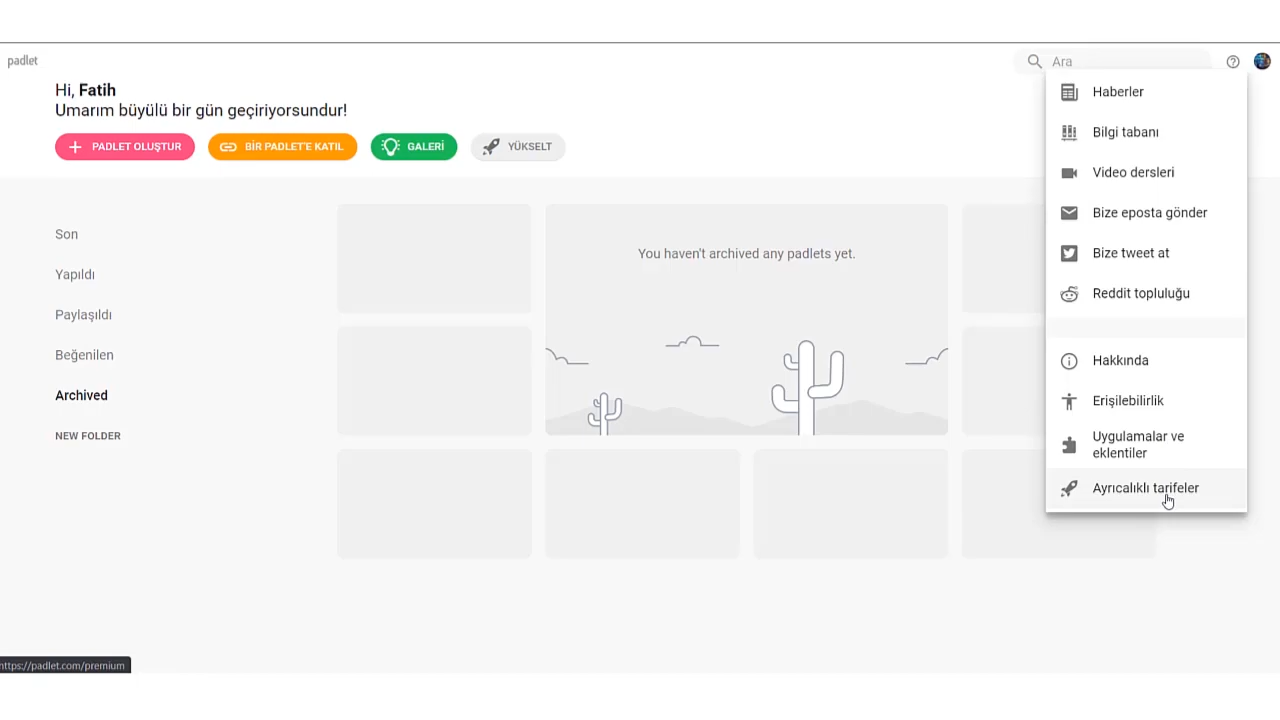 padlet
Ara
Hi, Fatih
Umarım büyülü bir gün geçiriyorsundur!
PADLET OLUŞTUR
BİR PADLET'E KATIL
GALERİ
YÜKSELT
Son
Yapıldı
Paylaşıldı
Beğenilen
Archived
NEW FOLDER
You haven't archived any padlets yet.
Haberler
Bilgi tabanı
Video dersleri
Bize eposta gönder
Bize tweet at
Reddit topluluğu
Hakkında
Erişilebilirlik
Uygulamalar ve
eklentiler
Ayrıcalıklı tarifeler
https://padlet.com/premium